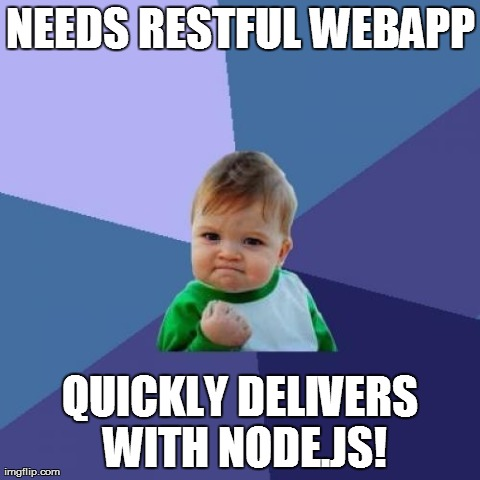 NEEDS RESTFUL WEBAPP
QUICKLY DELIVERS
WITH NODE.JS!
imgflip.com